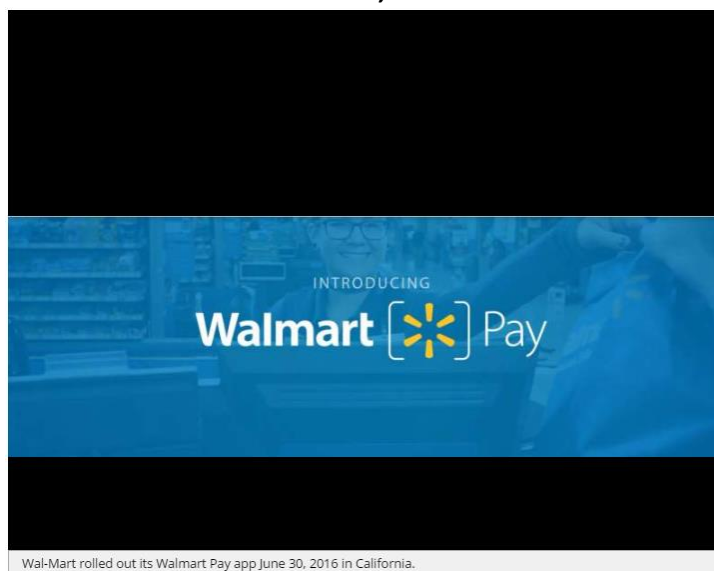 INTRODUCING
Walmart Pay
Wal-Mart rolled out its Walmart Pay app June 30, 2016 in California.